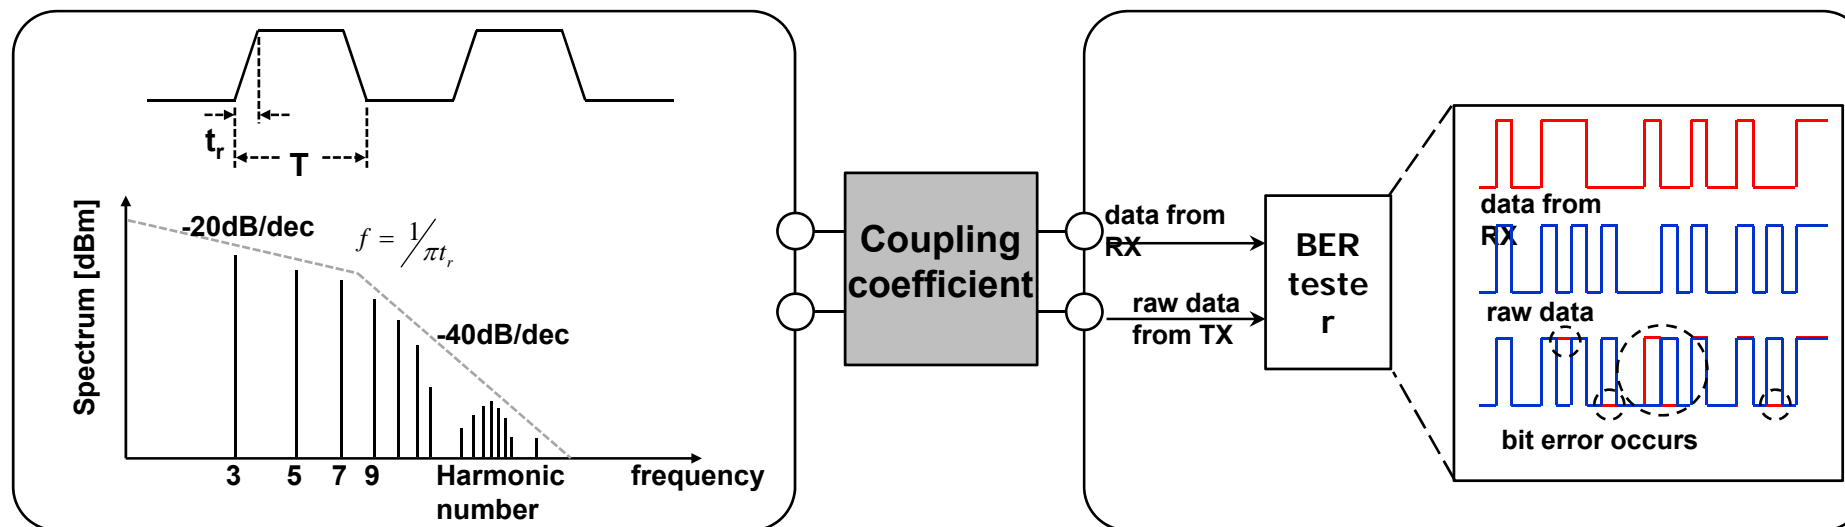 tr
T
Spectrum [dBm]
-20dB/dec
f = 1/πtr
-40dB/dec
3 5 7 9 Harmonic
number
frequency
Coupling
coefficient
data from
RX
raw data
from TX
BER
teste
r
data from
RX
raw data
bit error occurs